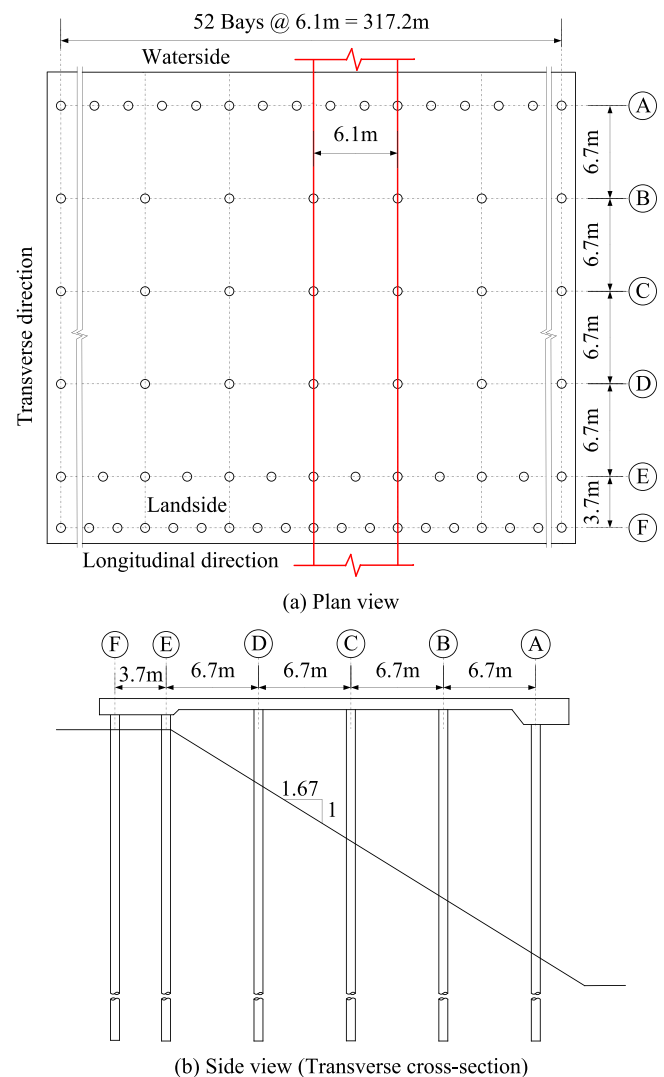 52 Bays @ 6.1m = 317.2m
Waterside
A
6.1m
6.7m
B
6.7m
C
Transverse direction
6.7m
D
6.7m
E
Landside
3.7m
F
Longitudinal direction
(a) Plan view
F E D C B A
3.7m 6.7m 6.7m 6.7m 6.7m
1.67
1
(b) Side view (Transverse cross-section)